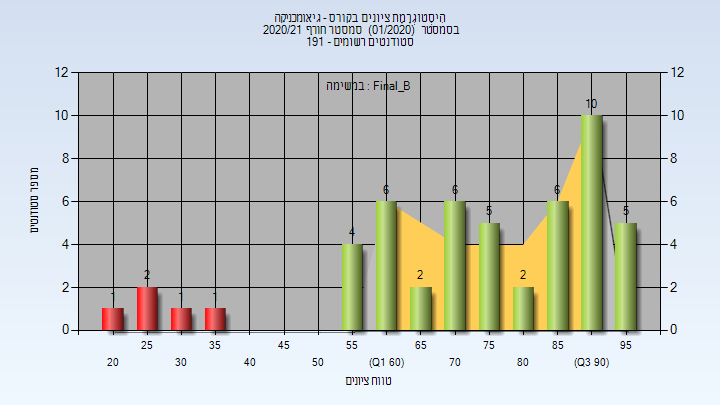 היסטוגרמת ציונים בקורס - גיאומכניקה
בסמסטר (01/2020) סמסטר חורף 2020/21
סטודנטים רשומים - 191
במשימה : Final_B
מספר סטודנטים
12 12
10 10
8 8
6 6
4 4
2 2
0 0
1 2 1 1 4 6 2 6 5 2 6 10 5
25 35 45 55 65 75 85 95
20 30 40 50 (Q1 60) 70 80 (Q3 90)
טווח ציונים